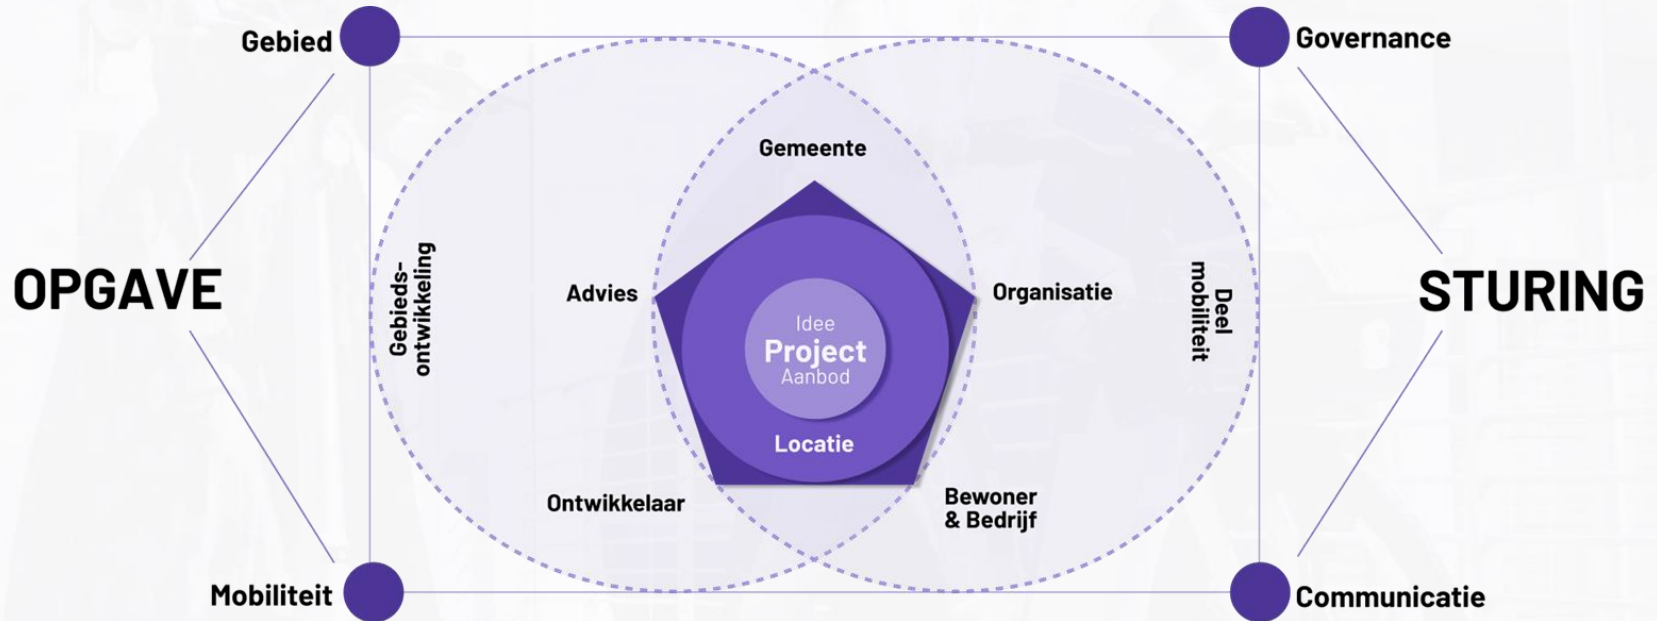 Gebied
Governance
Gemeente
OPGAVE
Gebieds-
ontwikkeling
Advies
Organisatie
Deel
mobiliteit
STURING
Idee
Project
Aanbod
Locatie
Ontwikkelaar
Bewoner
& Bedrijf
Mobiliteit
Communicatie